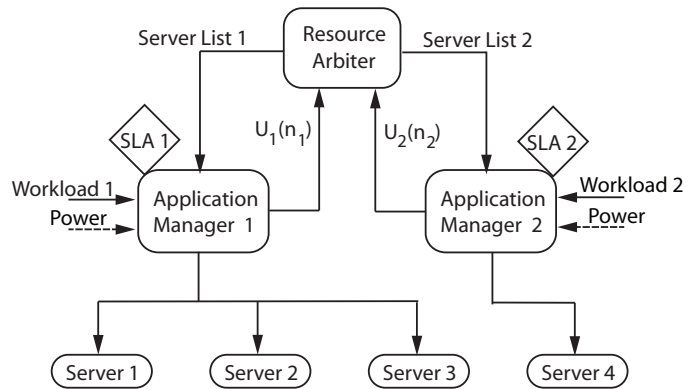 Resource
Arbiter
Server List 1
Server List 2
U₁(n₁)
U₂(n₂)
SLA 1
SLA 2
Workload 1
Power
Application
Manager 1
Application
Manager 2
Workload 2
Power
Server 1
Server 2
Server 3
Server 4